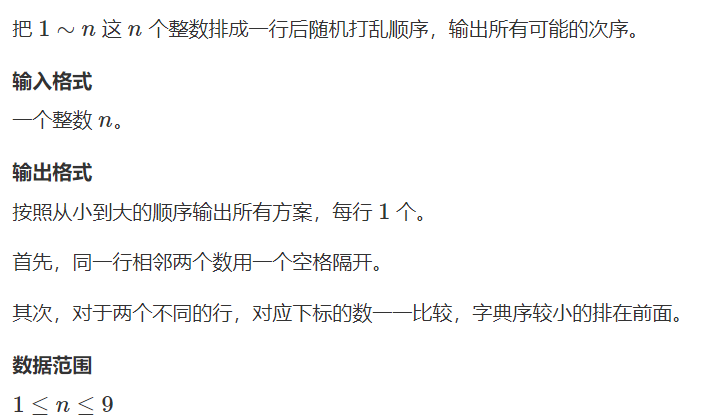 把 1 ∼ n 这 n 个整数排成一行后随机打乱顺序，输出所有可能的次序。
输入格式
一个整数 n。
输出格式
按照从小到大的顺序输出所有方案，每行 1 个。
首先，同一行相邻两个数用一个空格隔开。
其次，对于两个不同的行，对应下标的数一一比较，字典序较小的排在前面。
数据范围
1 ≤ n ≤ 9